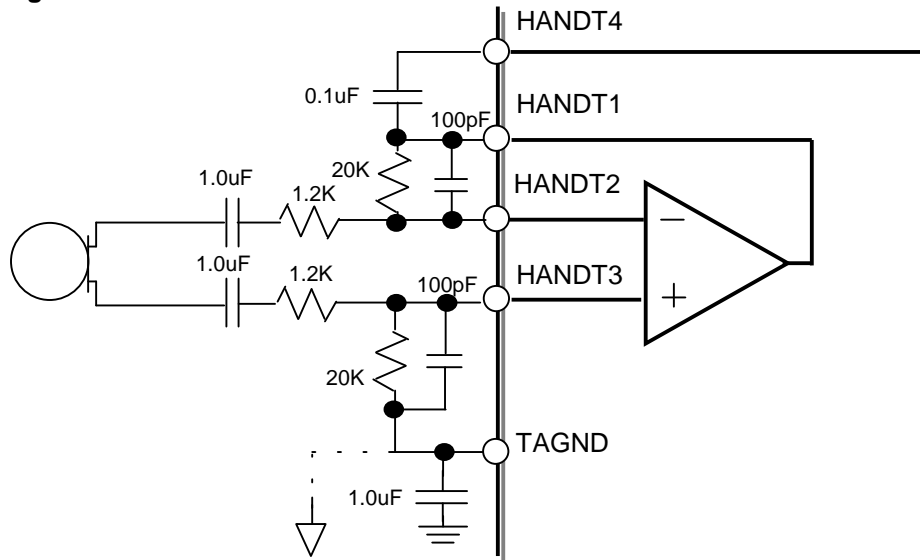 HANDT4
0.1uF
HANDT1
100pF
20K
HANDT2
1.0uF
1.2K
1.0uF
1.2K
HANDT3
100pF
20K
TAGND
1.0uF